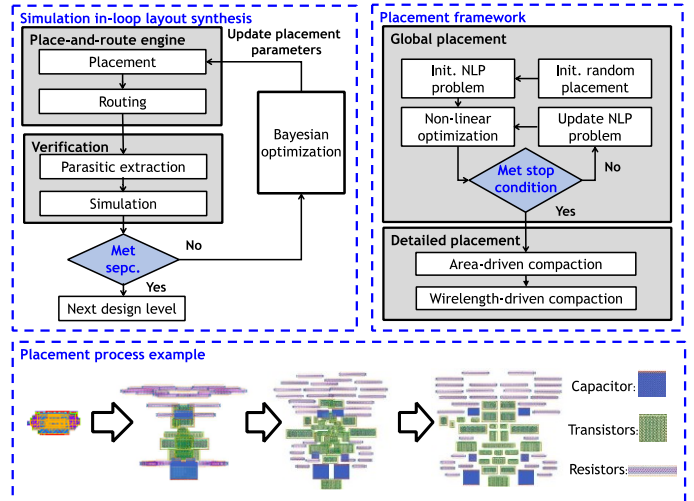 Simulation in-loop layout synthesis
Place-and-route engine
Update placement
parameters
Placement
Routing
Verification
Parasitic extraction
Simulation
Bayesian
optimization
Met
sepc.
No
Yes
Next design level
Placement framework
Global placement
Init. NLP
problem
Init. random
placement
Non-linear
optimization
Update NLP
problem
Met stop
condition
No
Yes
Detailed placement
Area-driven compaction
Wirelength-driven compaction
Placement process example
Capacitor:
Transistors:
Resistors: